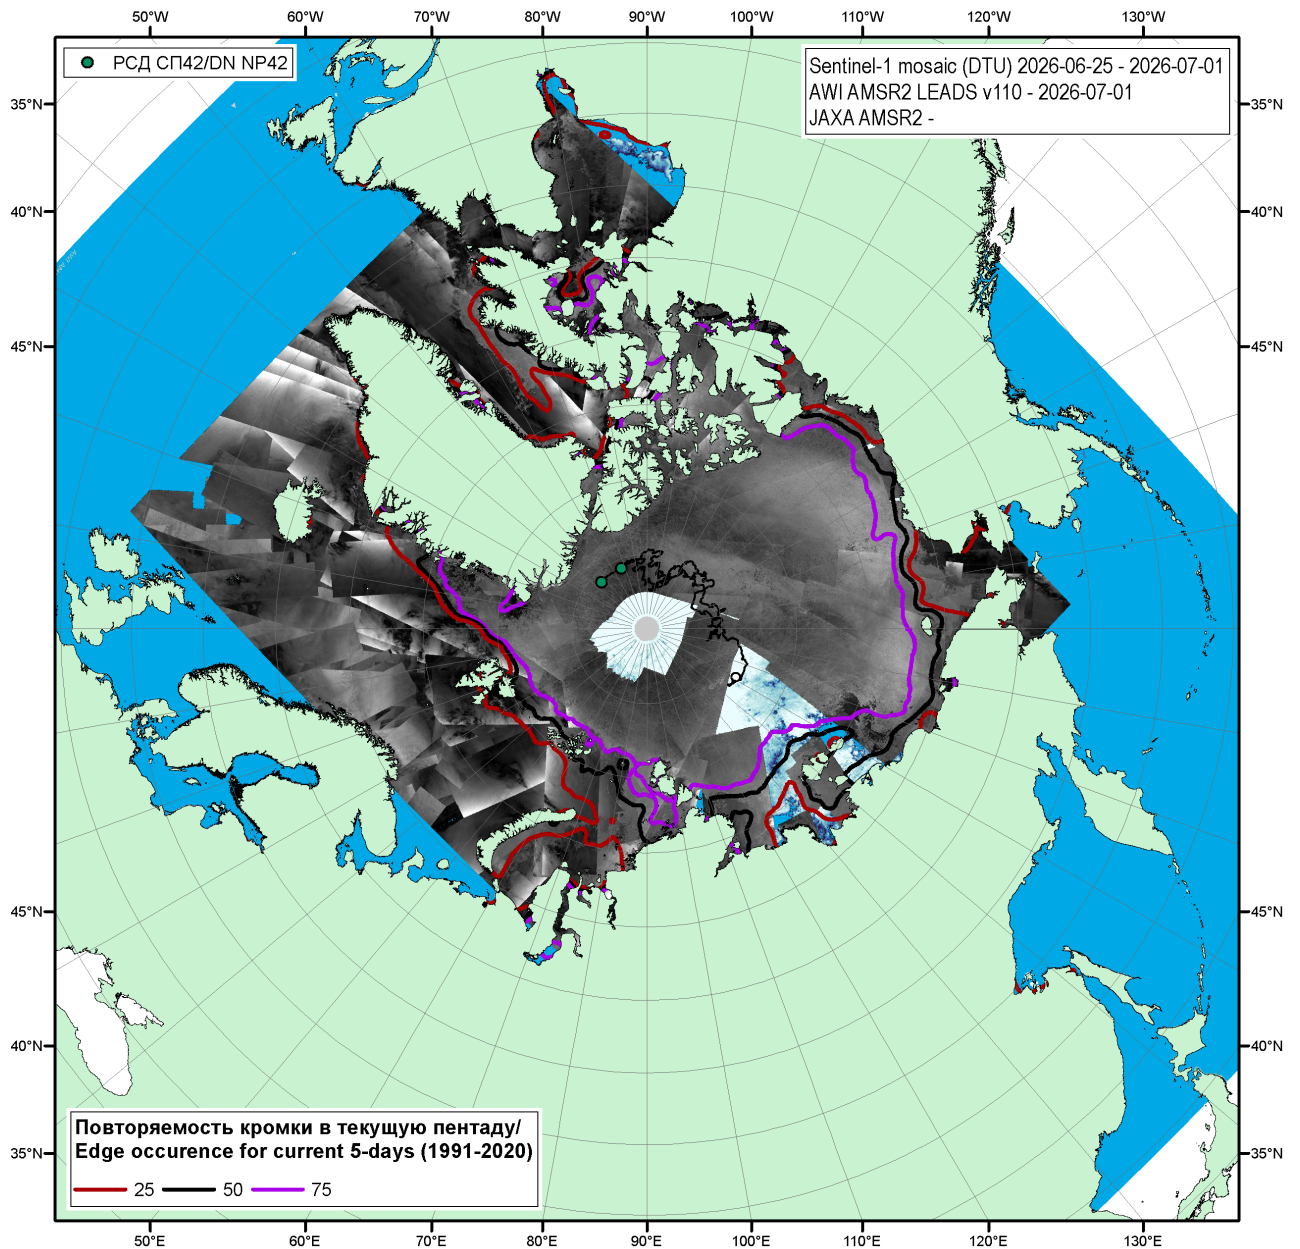 50°W 60°W 70°W 80°W 90°W 100°W 110°W 120°W 130°W
РСД СП42/DN NP42
Sentinel-1 mosaic (DTU) 2026-06-25 - 2026-07-01
AWI AMSR2 LEADS v110 - 2026-07-01
JAXA AMSR2 -
35°N 35°N
40°N 40°N
45°N 45°N
45°N 45°N
40°N 40°N
35°N 35°N
Повторяемость кромки в текущую пентаду/
Edge occurence for current 5-days (1991-2020)
25 50 75
50°E 60°E 70°E 80°E 90°E 100°E 110°E 120°E 130°E